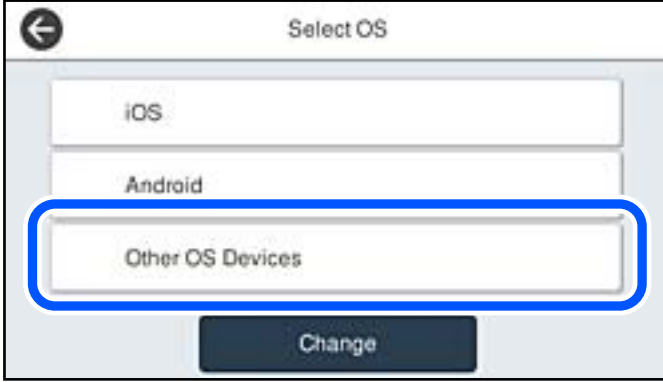 Select OS
iOS
Android
Other OS Devices
Change